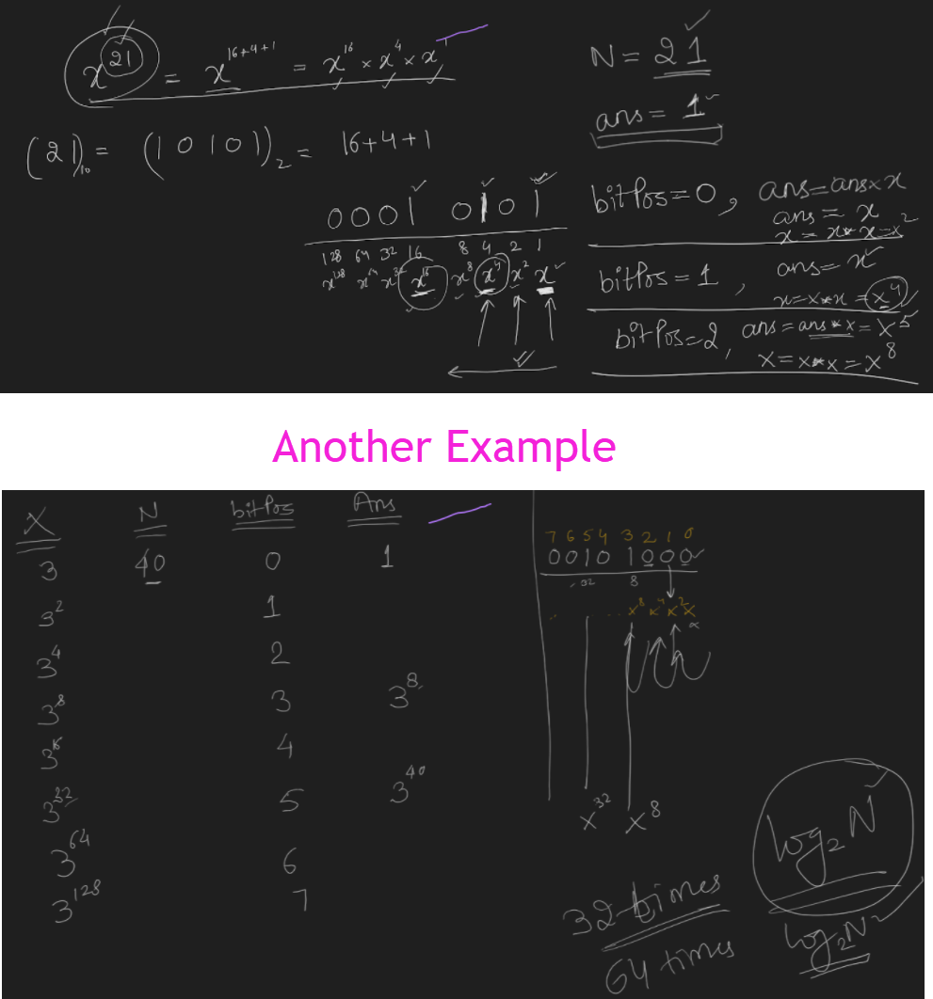 x^21 = x^16+4+1 = x^16 × x^4 × x^1
(21)_10 = (10101)_2 = 16+4+1
0001 0101
128 64 32 16 8 4 2 1
x^128 x^64 x^32 x^16 x^8 x^4 x^2 x
N = 21
ans = 1
bitPos = 0, ans = ans × x
ans = x
x = x * x = x^2
bitPos = 1, ans = x
x = x * x = x^4
bitPos = 2, ans = ans * x = x^5
x = x * x = x^8
Another Example
X N bitPos Ans
3 40 0 1
3^2 1
3^4 2
3^8 3 3^8
3^16 4
3^32 5 3^40
3^64 6
3^128 7
7 6 5 4 3 2 1 0
0010 1000
32 8
x^8 x^4 x^2 x
x^32 x^8
32 times
64 times
log_2 N
log_2 N